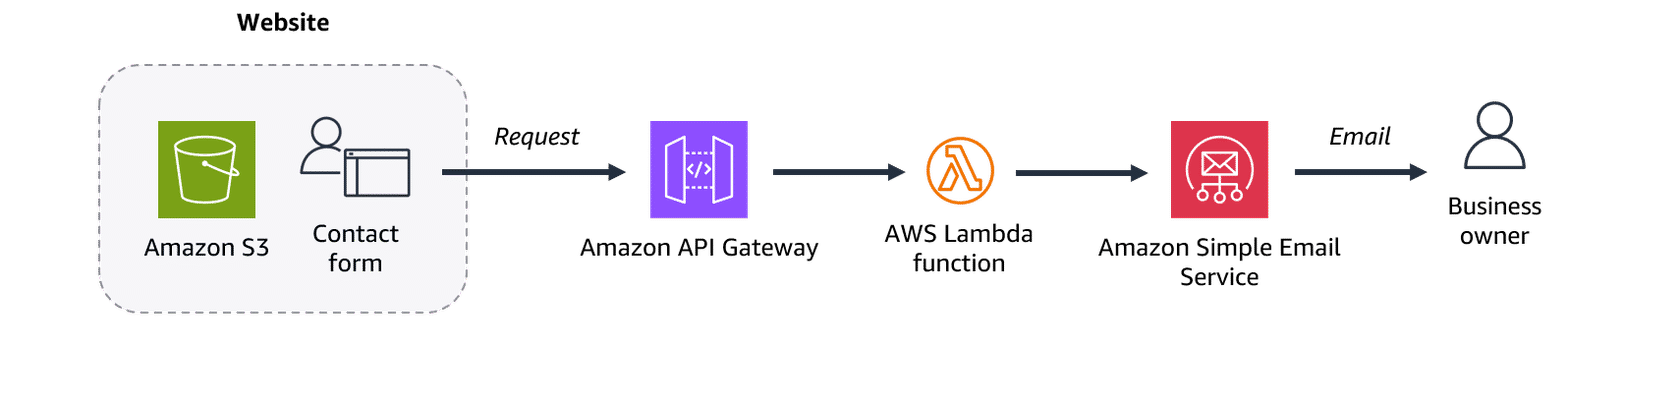 Website
Request
Email
Amazon S3
Contact
form
</>
Amazon API Gateway
AWS Lambda
function
Amazon Simple Email
Service
Business
owner